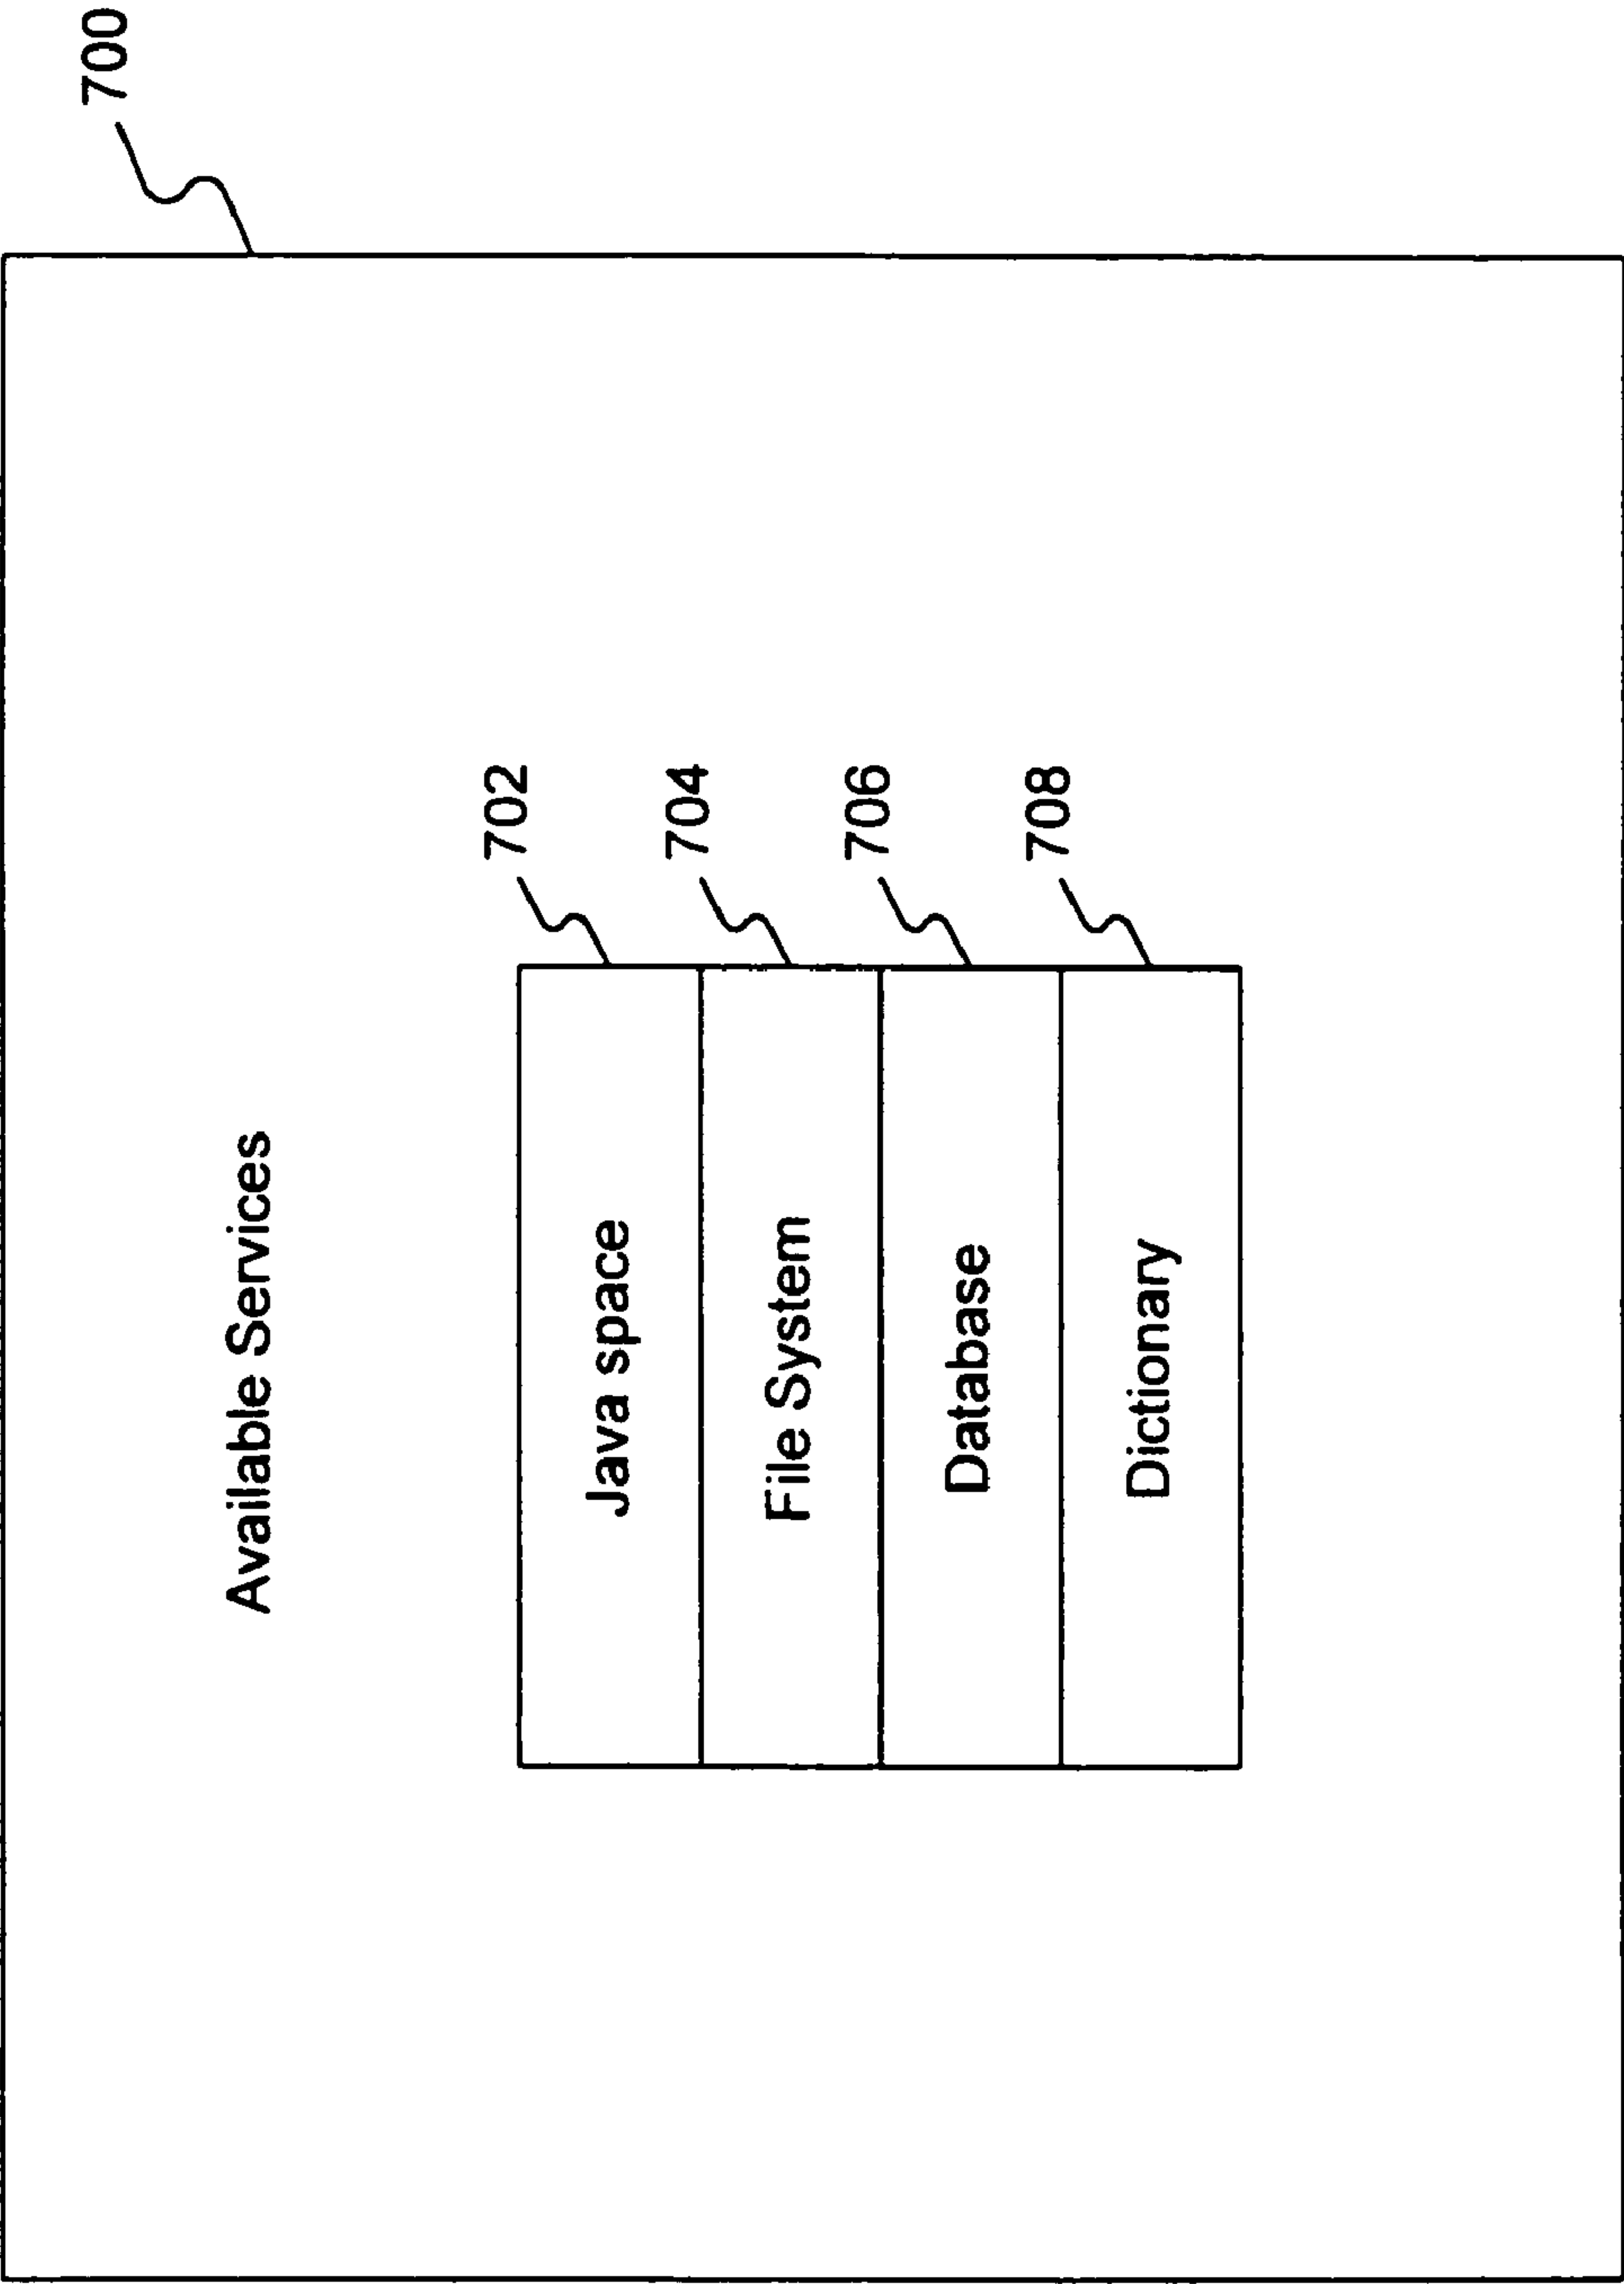 700
Available Services
Java space 702
File System 704
Database 706
Dictionary 708